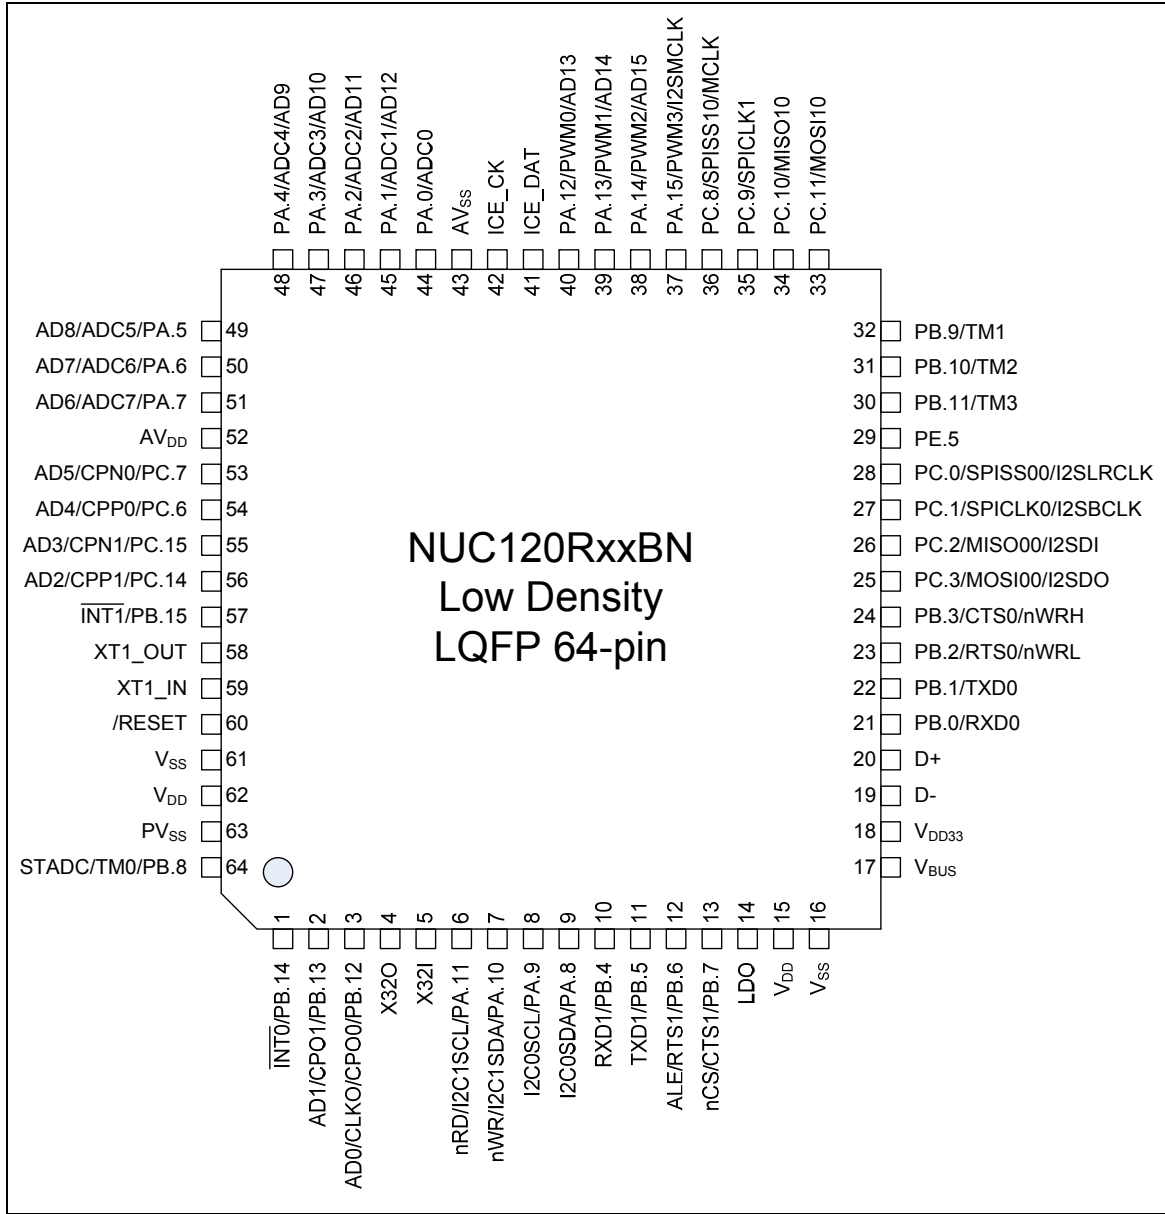 PA.4/ADC4/AD9
PA.3/ADC3/AD10
PA.2/ADC2/AD11
PA.1/ADC1/AD12
PA.0/ADC0
AVSS
ICE_CK
ICE_DAT
PA.12/PWM0/AD13
PA.13/PWM1/AD14
PA.14/PWM2/AD15
PA.15/PWM3/I2SMCLK
PC.8/SPISS10/MCLK
PC.9/SPICLK1
PC.10/MISO10
PC.11/MOSI10
48 47 46 45 44 43 42 41 40 39 38 37 36 35 34 33
AD8/ADC5/PA.5 49
AD7/ADC6/PA.6 50
AD6/ADC7/PA.7 51
AVDD 52
AD5/CPN0/PC.7 53
AD4/CPP0/PC.6 54
AD3/CPN1/PC.15 55
AD2/CPP1/PC.14 56
INT1/PB.15 57
XT1_OUT 58
XT1_IN 59
/RESET 60
VSS 61
VDD 62
PVSS 63
STADC/TM0/PB.8 64
NUC120RxxBN
Low Density
LQFP 64-pin
32 PB.9/TM1
31 PB.10/TM2
30 PB.11/TM3
29 PE.5
28 PC.0/SPISS00/I2SLRCLK
27 PC.1/SPICLK0/I2SBCLK
26 PC.2/MISO00/I2SDI
25 PC.3/MOSI00/I2SDO
24 PB.3/CTS0/nWRH
23 PB.2/RTS0/nWRL
22 PB.1/TXD0
21 PB.0/RXD0
20 D+
19 D-
18 VDD33
17 VBUS
1 2 3 4 5 6 7 8 9 10 11 12 13 14 15 16
INT0/PB.14
AD1/CPO1/PB.13
AD0/CLKO/CPO0/PB.12
X32O
X32I
nRD/I2C1SCL/PA.11
nWR/I2C1SDA/PA.10
I2C0SCL/PA.9
I2C0SDA/PA.8
RXD1/PB.4
TXD1/PB.5
ALE/RTS1/PB.6
nCS/CTS1/PB.7
LDO
VDD
VSS